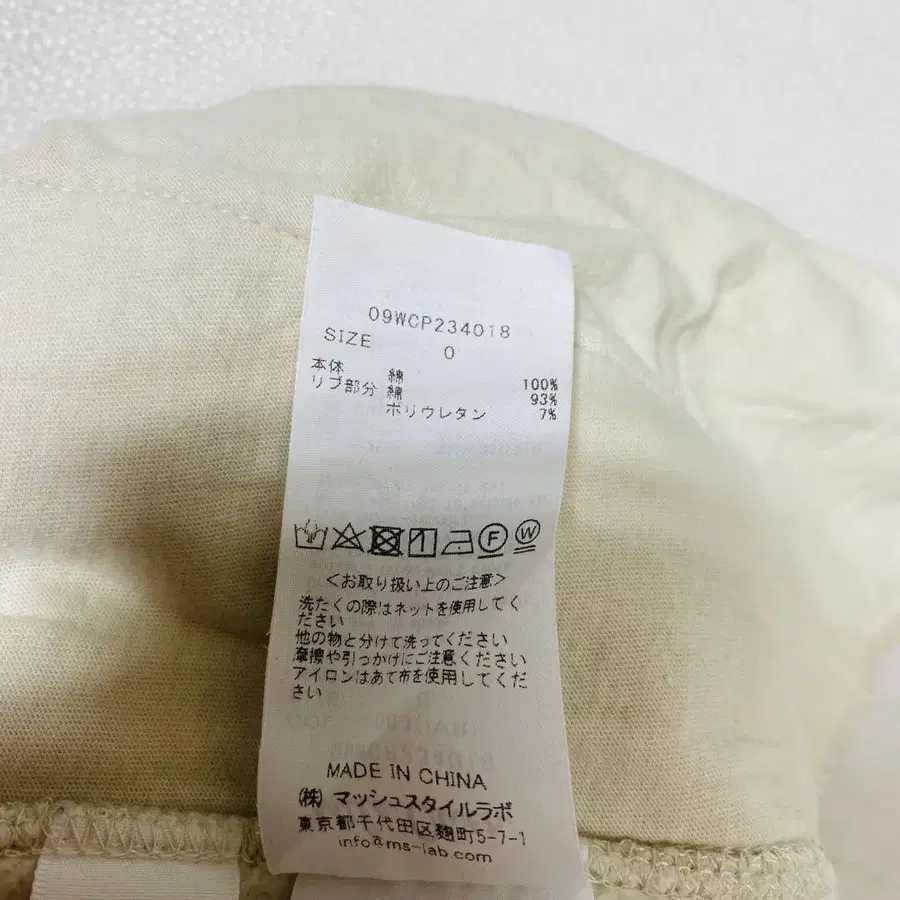 09WCP234018
SIZE 0
本体 綿 100%
リブ部分 綿 93%
ポリウレタン 7%
F W
<お取り扱い上のご注意>
洗たくの際はネットを使用してく
ださい
他の物と分けて洗ってください
摩擦や引っかけにご注意ください
アイロンはあて布を使用してくだ
さい
MADE IN CHINA
(株) マッシュスタイルラボ
東京都千代田区麹町5-7-1
info@ms-lab.com